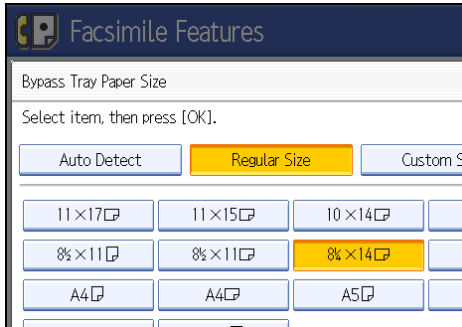 Facsimile Features
Bypass Tray Paper Size
Select item, then press [OK].
Auto Detect Regular Size Custom S
11×17 11×15 10×14
8½×11 8½×11 8¼×14
A4 A4 A5